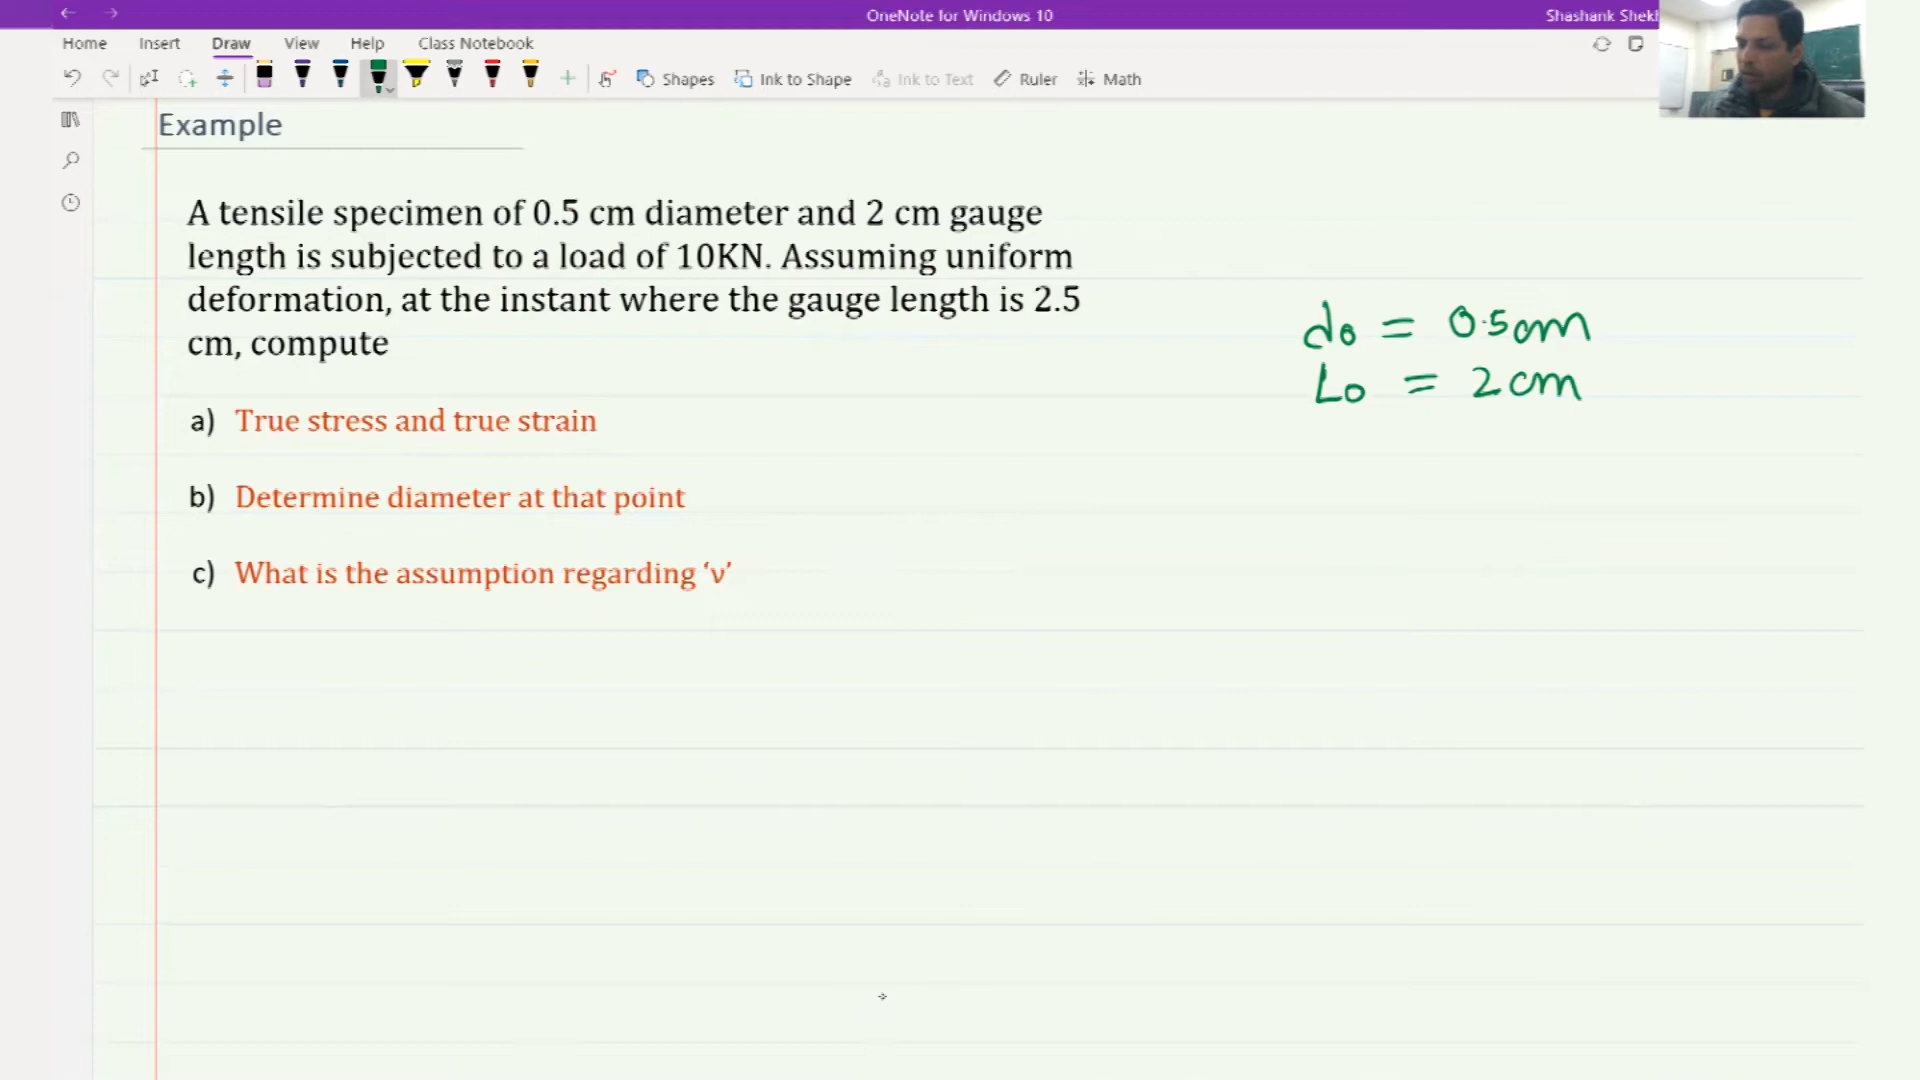 OneNote for Windows 10
Shashank Shekh
Home Insert Draw View Help Class Notebook
Shapes Ink to Shape Ink to Text Ruler Math
Example
A tensile specimen of 0.5 cm diameter and 2 cm gauge
length is subjected to a load of 10KN. Assuming uniform
deformation, at the instant where the gauge length is 2.5
cm, compute
a) True stress and true strain
b) Determine diameter at that point
c) What is the assumption regarding ‘ν’
do = 0.5cm
Lo = 2cm